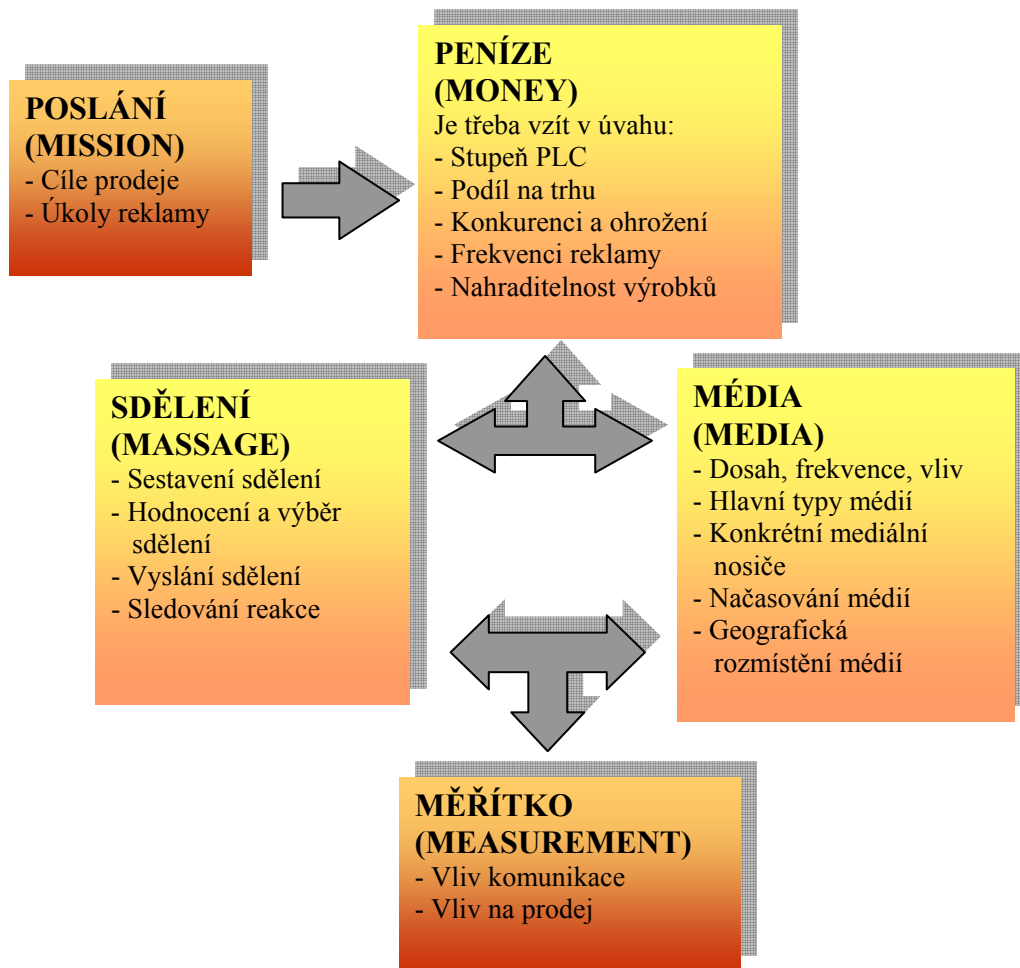 POSLÁNÍ
(MISSION)
- Cíle prodeje
- Úkoly reklamy
PENÍZE
(MONEY)
Je třeba vzít v úvahu:
- Stupeň PLC
- Podíl na trhu
- Konkurenci a ohrožení
- Frekvenci reklamy
- Nahraditelnost výrobků
SDĚLENÍ
(MASSAGE)
- Sestavení sdělení
- Hodnocení a výběr
sdělení
- Vyslání sdělení
- Sledování reakce
MÉDIA
(MEDIA)
- Dosah, frekvence, vliv
- Hlavní typy médií
- Konkrétní mediální
nosiče
- Načasování médií
- Geografická
rozmístění médií
MĚŘÍTKO
(MEASUREMENT)
- Vliv komunikace
- Vliv na prodej